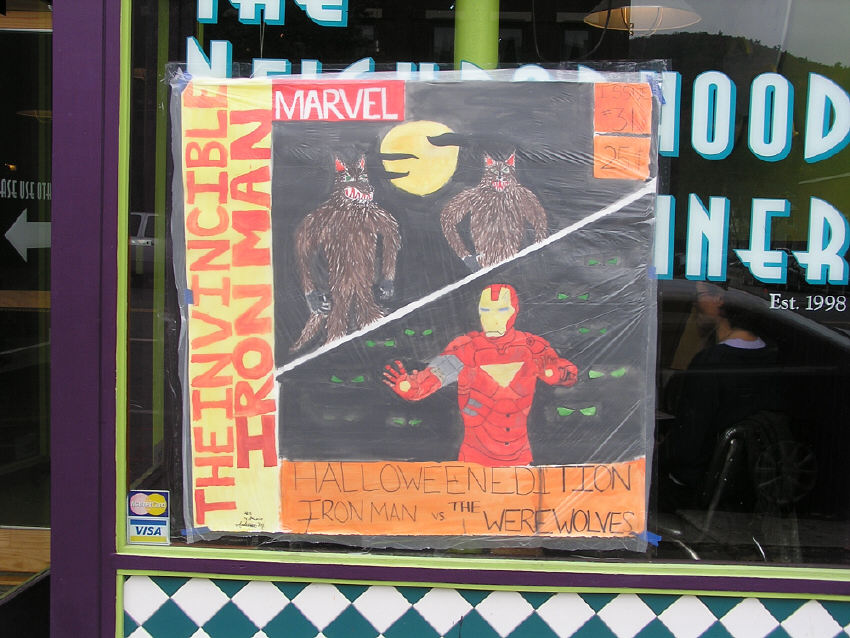 THE
NEIGHBORHOOD
DINER
Est. 1998
MARVEL
ISSUE
#31
25¢
THE INVINCIBLE
IRON MAN
HALLOWEEN EDITION
IRON MAN vs THE WEREWOLVES
VISA